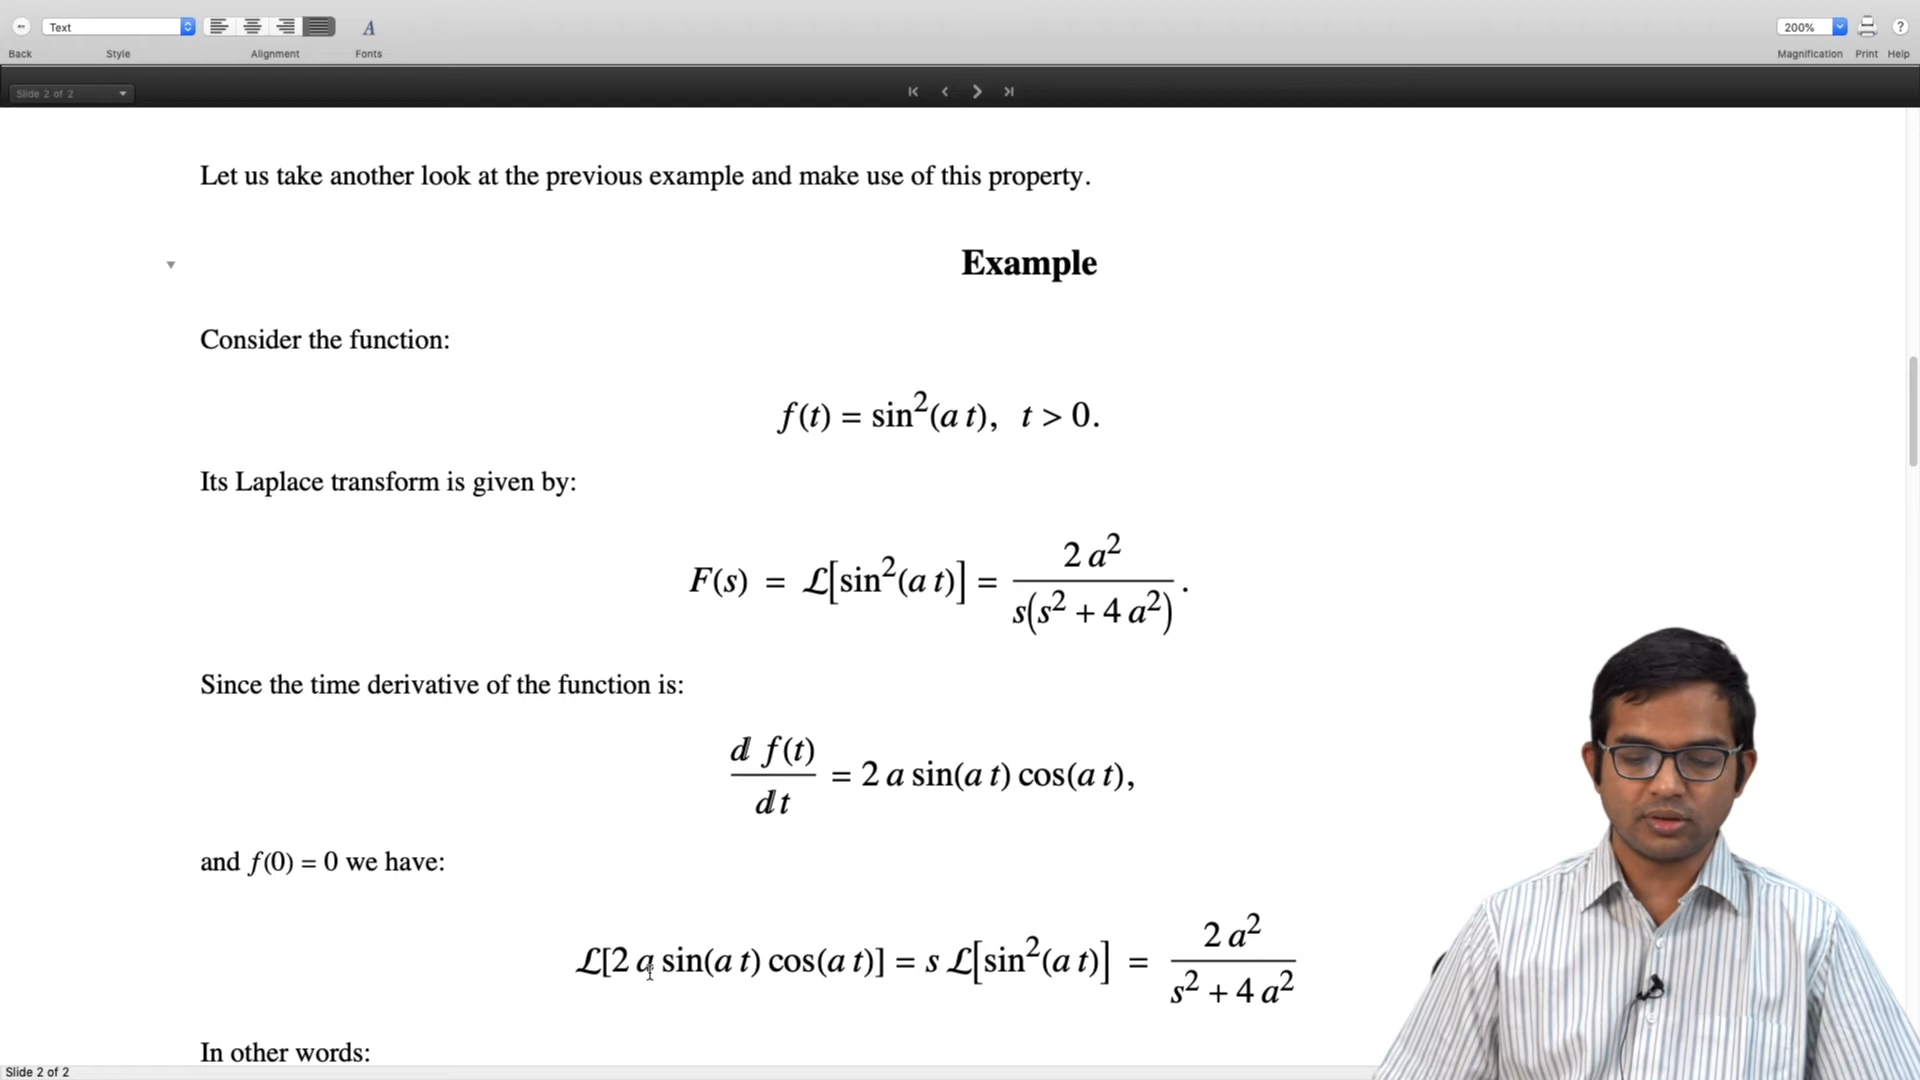 Text
200%
Back Style Alignment Fonts Magnification Print Help
Slide 2 of 2
Let us take another look at the previous example and make use of this property.
Example
Consider the function:
f(t) = sin²(a t), t > 0.
Its Laplace transform is given by:
F(s) = ℒ[sin²(a t)] = 2 a² / s(s² + 4 a²).
Since the time derivative of the function is:
ⅆ f(t) / ⅆt = 2 a sin(a t) cos(a t),
and f(0) = 0 we have:
ℒ[2 a sin(a t) cos(a t)] = s ℒ[sin²(a t)] = 2 a² / s² + 4 a²
In other words:
Slide 2 of 2